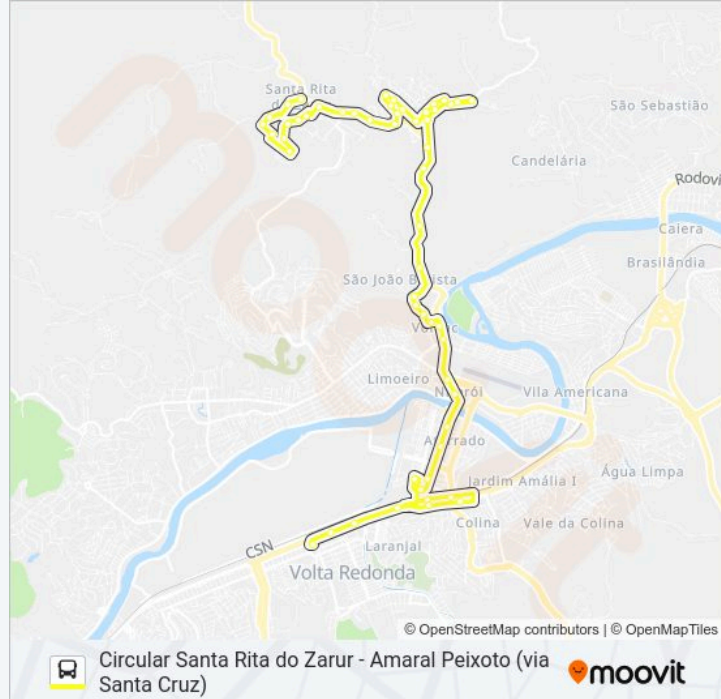 Santa Rita
São Sebastião
Candelária
Rodovi
Caiera
Brasilândia
São João Batista
Limoeiro
Vila Americana
Água Limpa
Jardim Amália I
Colina
Vale da Colina
CSN
Laranjal
Volta Redonda
© OpenStreetMap contributors | © OpenMapTiles
Circular Santa Rita do Zarur - Amaral Peixoto (via
Santa Cruz)
moovit